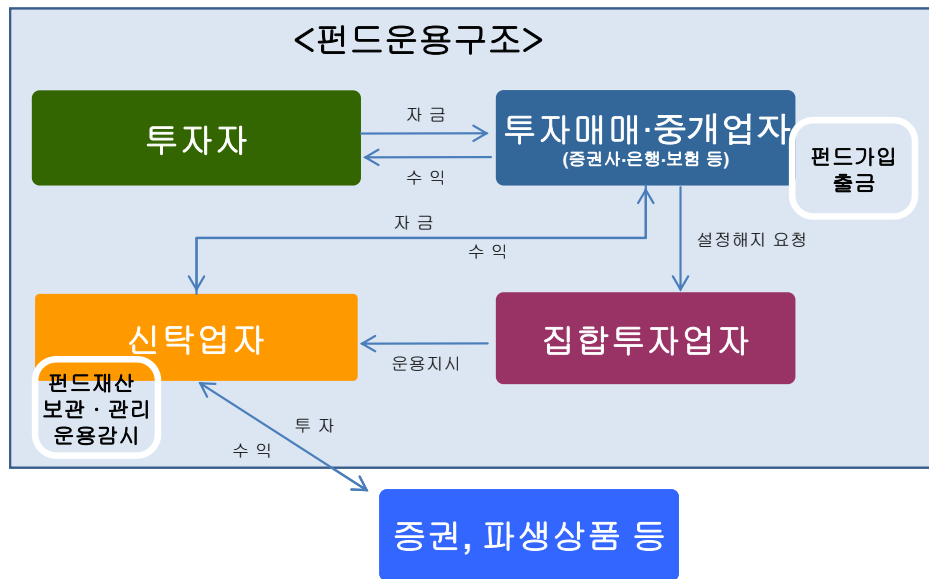 <펀드운용구조>
투자자
자 금
수 익
투자매매·중개업자
(증권사·은행·보험 등)
펀드가입
출금
자 금
수 익
설정해지 요청
신탁업자
펀드재산
보관 · 관리
운용감시
운용지시
집합투자업자
투 자
수 익
증권, 파생상품 등